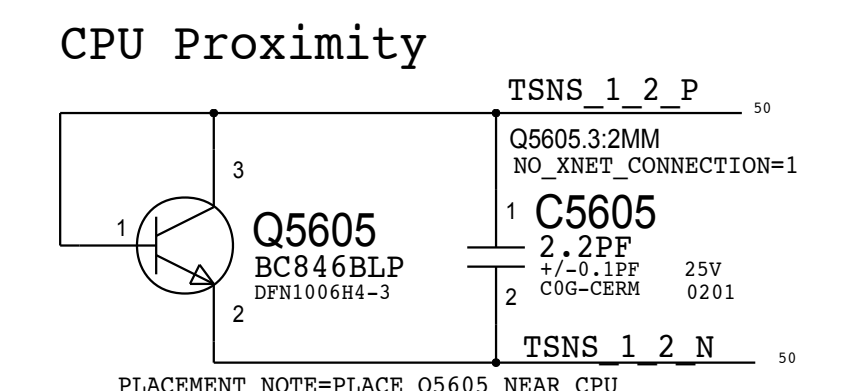 CPU Proximity
TSNS_1_2_P 50
Q5605.3:2MM
NO_XNET_CONNECTION=1
3
1
Q5605
BC846BLP
DFN1006H4-3
2
1 C5605
2.2PF
+/-0.1PF 25V
2 C0G-CERM 0201
TSNS_1_2_N 50
PLACEMENT_NOTE=PLACE Q5605 NEAR CPU